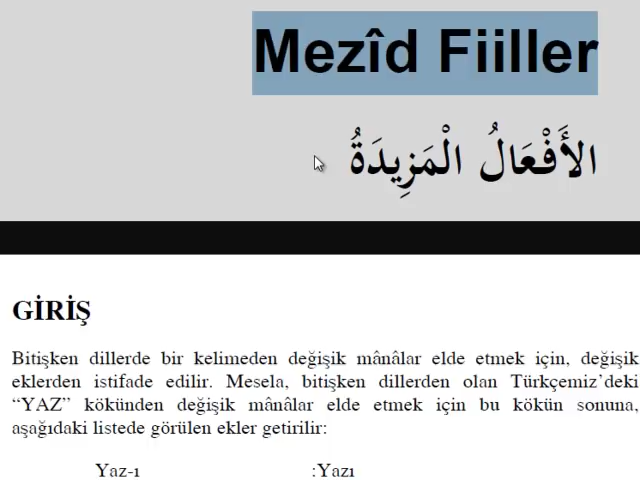 Mezîd Fiiller
الأَفْعَالُ الْمَزِيدَةُ
GİRİŞ
Bitişken dillerde bir kelimeden değişik mânâlar elde etmek için, değişik
eklerden istifade edilir. Mesela, bitişken dillerden olan Türkçemiz’deki
“YAZ” kökünden değişik mânâlar elde etmek için bu kökün sonuna,
aşağıdaki listede görülen ekler getirilir:
Yaz-ı :Yazı